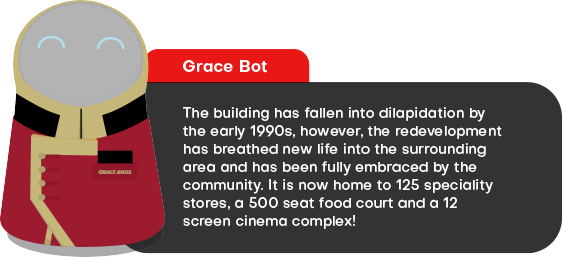 Grace Bot
The building has fallen into dilapidation by
the early 1990s, however, the redevelopment
has breathed new life into the surrounding
area and has been fully embraced by the
community. It is now home to 125 speciality
stores, a 500 seat food court and a 12
screen cinema complex!
GRACE BROS